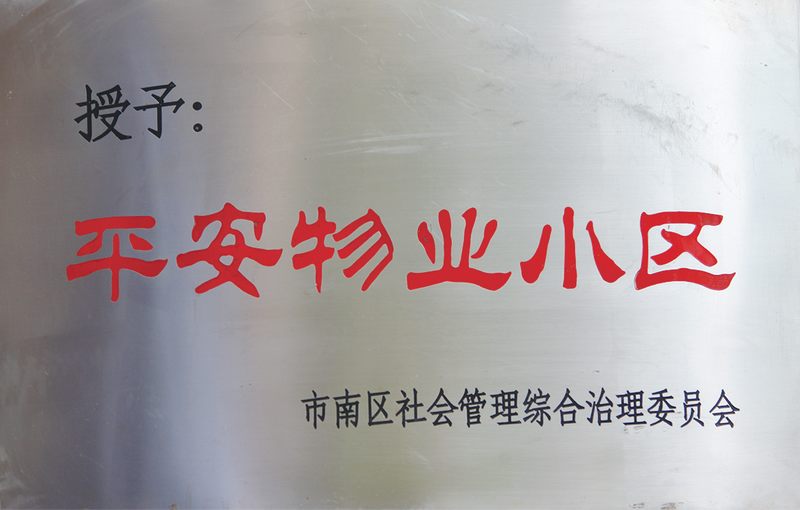 授予：
平安物业小区
市南区社会管理综合治理委员会